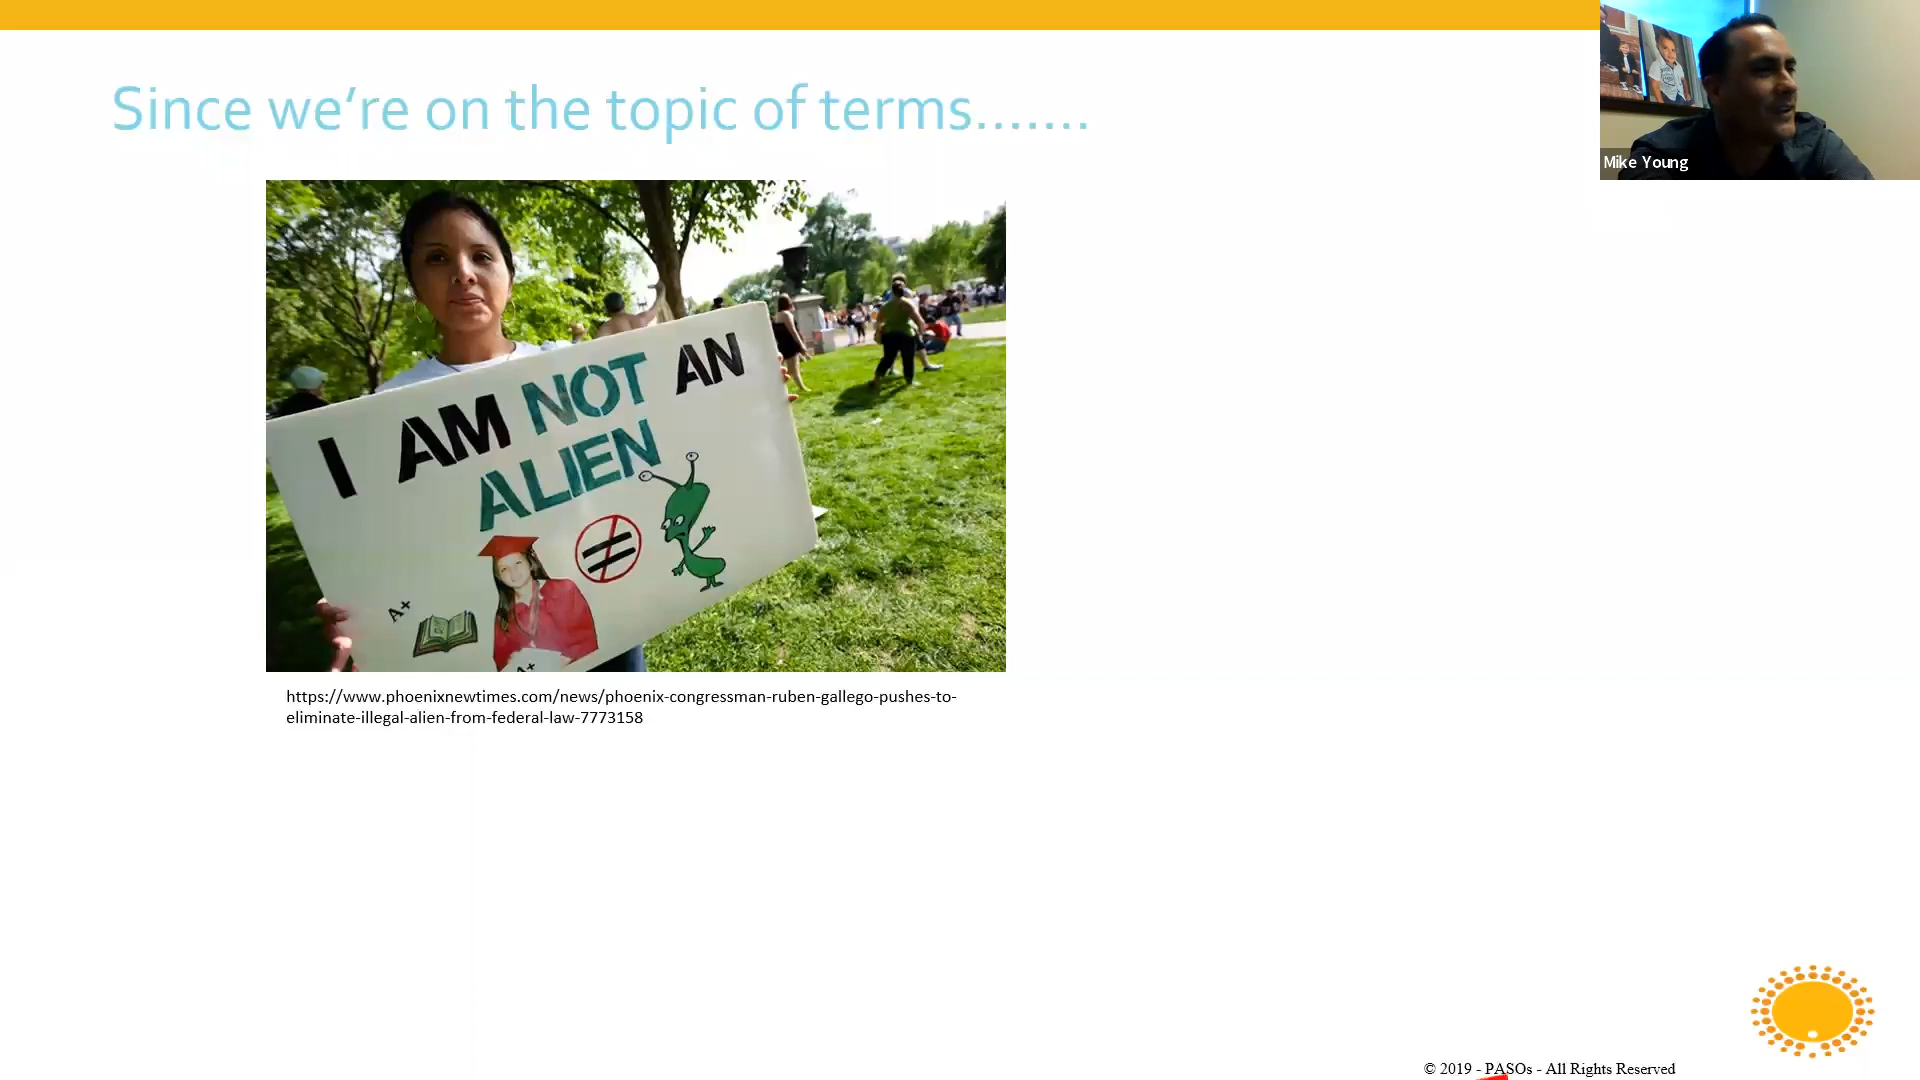 Since we’re on the topic of terms.......
Mike Young
I AM NOT AN
ALIEN
A+
A+
https://www.phoenixnewtimes.com/news/phoenix-congressman-ruben-gallego-pushes-to-
eliminate-illegal-alien-from-federal-law-7773158
© 2019 - PASOs - All Rights Reserved